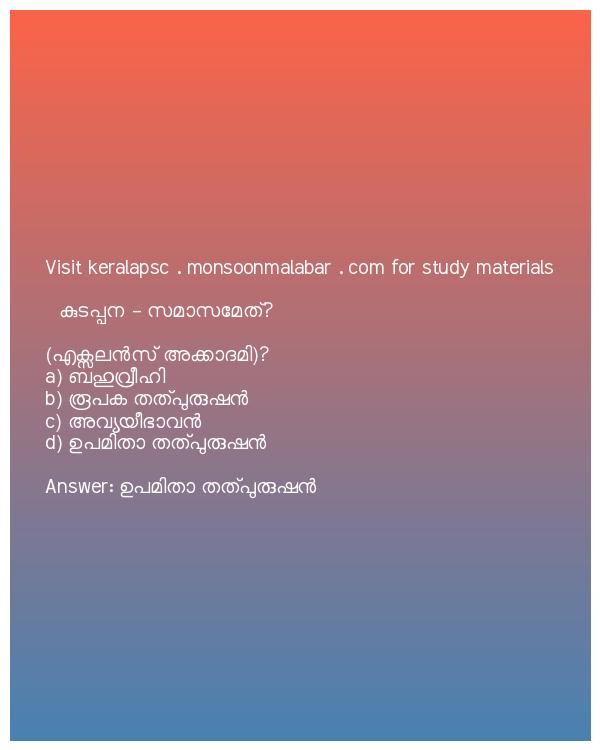 Visit keralapsc . monsoonmalabar . com for study materials
കുടപ്പന - സമാസമേത്?
(എക്സലൻസ് അക്കാദമി)?
a) ബഹുവ്രീഹി
b) രൂപക തത്പുരുഷൻ
c) അവ്യയീഭാവൻ
d) ഉപമിതാ തത്പുരുഷൻ
Answer: ഉപമിതാ തത്പുരുഷൻ